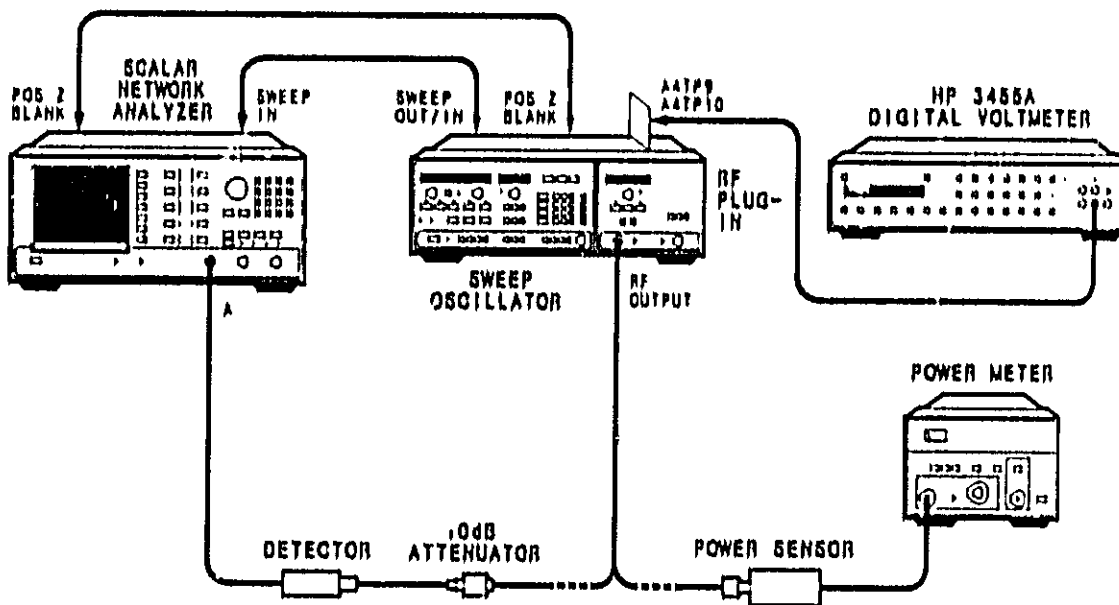 SCALAR
NETWORK
ANALYZER
POS Z
BLANK
SWEEP
IN
SWEEP
OUT/IN
POS Z
BLANK
A4TP9
A4TP10
HP 3455A
DIGITAL VOLTMETER
RF
PLUG-
IN
SWEEP
OSCILLATOR
RF
OUTPUT
A
POWER METER
DETECTOR
10dB
ATTENUATOR
POWER SENSOR